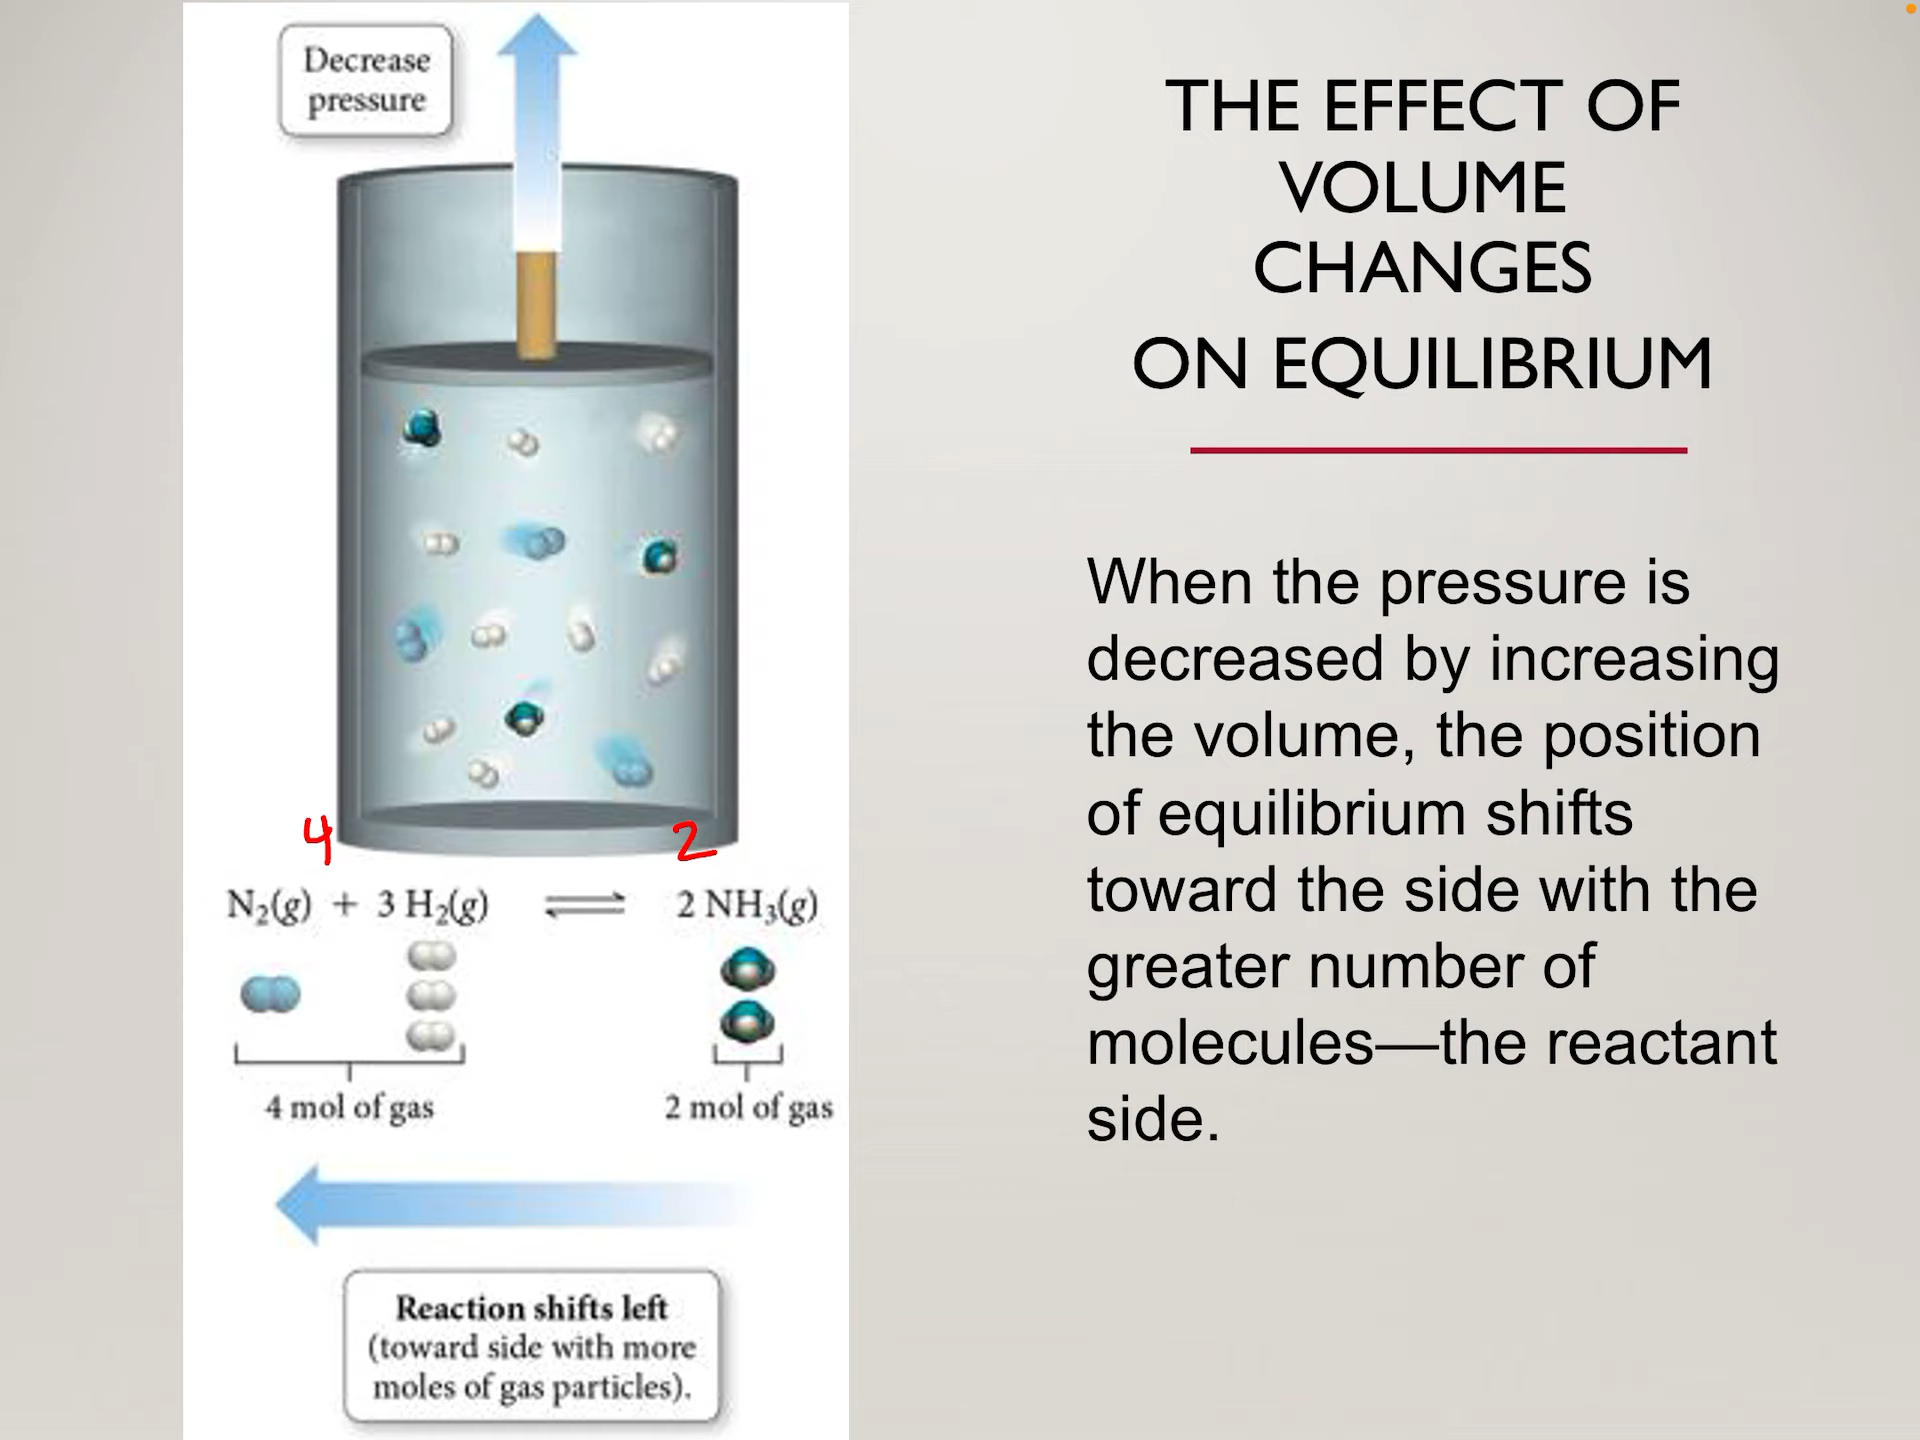 Decrease
pressure
THE EFFECT OF
VOLUME
CHANGES
ON EQUILIBRIUM
When the pressure is
decreased by increasing
the volume, the position
of equilibrium shifts
toward the side with the
greater number of
molecules—the reactant
side.
4 2
N₂(g) + 3 H₂(g) ⇌ 2 NH₃(g)
4 mol of gas 2 mol of gas
Reaction shifts left
(toward side with more
moles of gas particles).